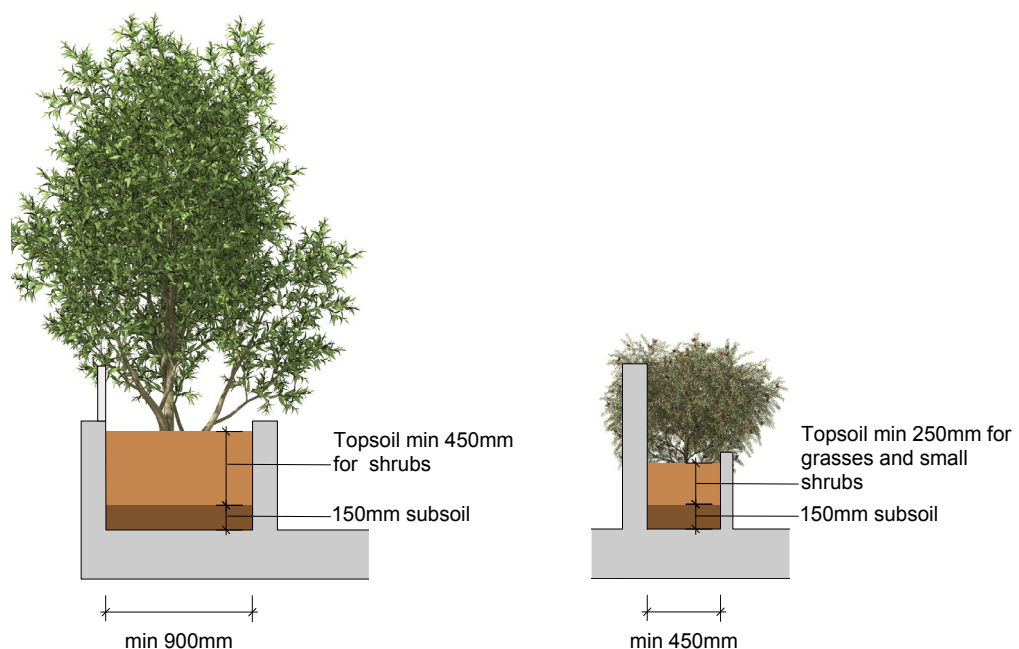 Topsoil min 450mm
for shrubs
150mm subsoil
min 900mm
Topsoil min 250mm for
grasses and small
shrubs
150mm subsoil
min 450mm